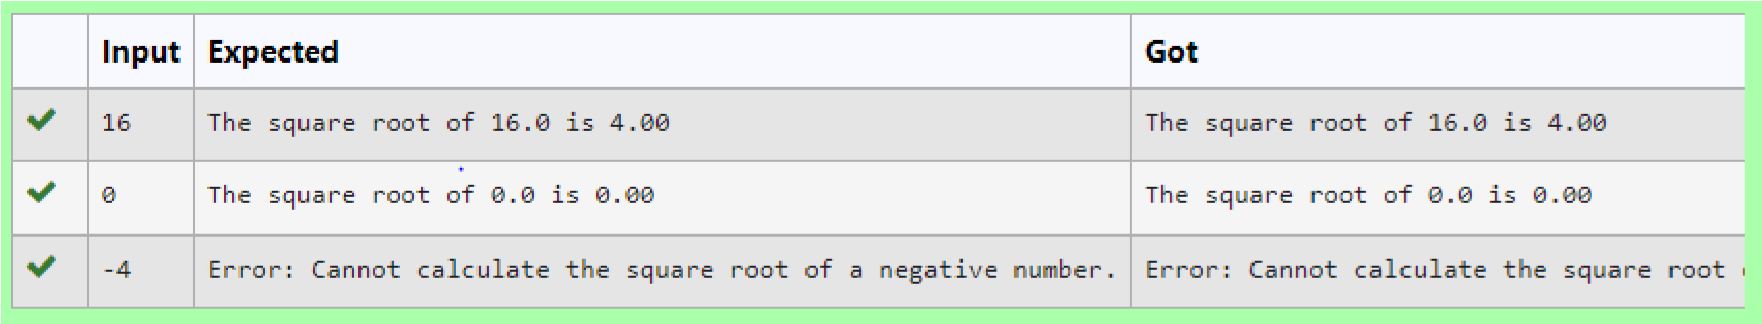 Input Expected Got
16 The square root of 16.0 is 4.00 The square root of 16.0 is 4.00
0 The square root of 0.0 is 0.00 The square root of 0.0 is 0.00
-4 Error: Cannot calculate the square root of a negative number. Error: Cannot calculate the square root